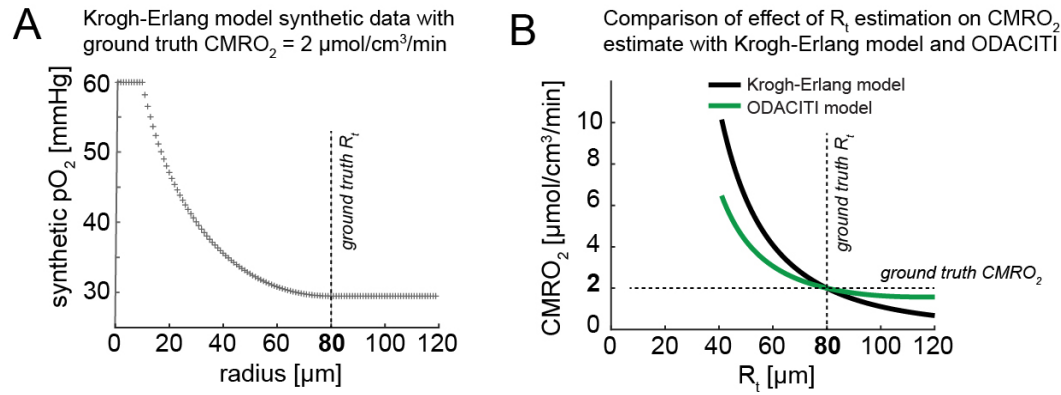 A
Krogh-Erlang model synthetic data with
ground truth CMRO2 = 2 µmol/cm3/min
synthetic pO2 [mmHg]
60
50
40
30
ground truth Rt
0 20 40 60 80 100 120
radius [µm]
B
Comparison of effect of Rt estimation on CMRO2
estimate with Krogh-Erlang model and ODACITI
Krogh-Erlang model
ODACITI model
CMRO2 [µmol/cm3/min]
10
8
6
4
2
0
ground truth Rt
ground truth CMRO2
0 20 40 60 80 100 120
Rt [µm]